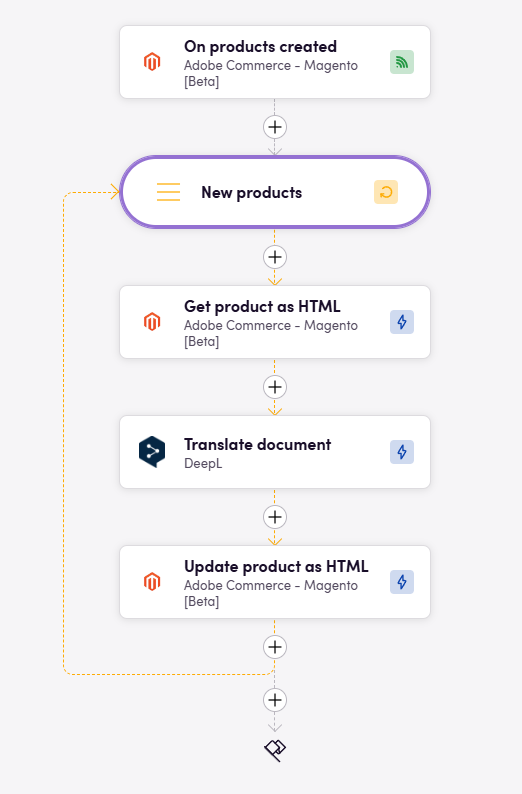 On products created
Adobe Commerce - Magento
[Beta]
New products
Get product as HTML
Adobe Commerce - Magento
[Beta]
Translate document
DeepL
Update product as HTML
Adobe Commerce - Magento
[Beta]